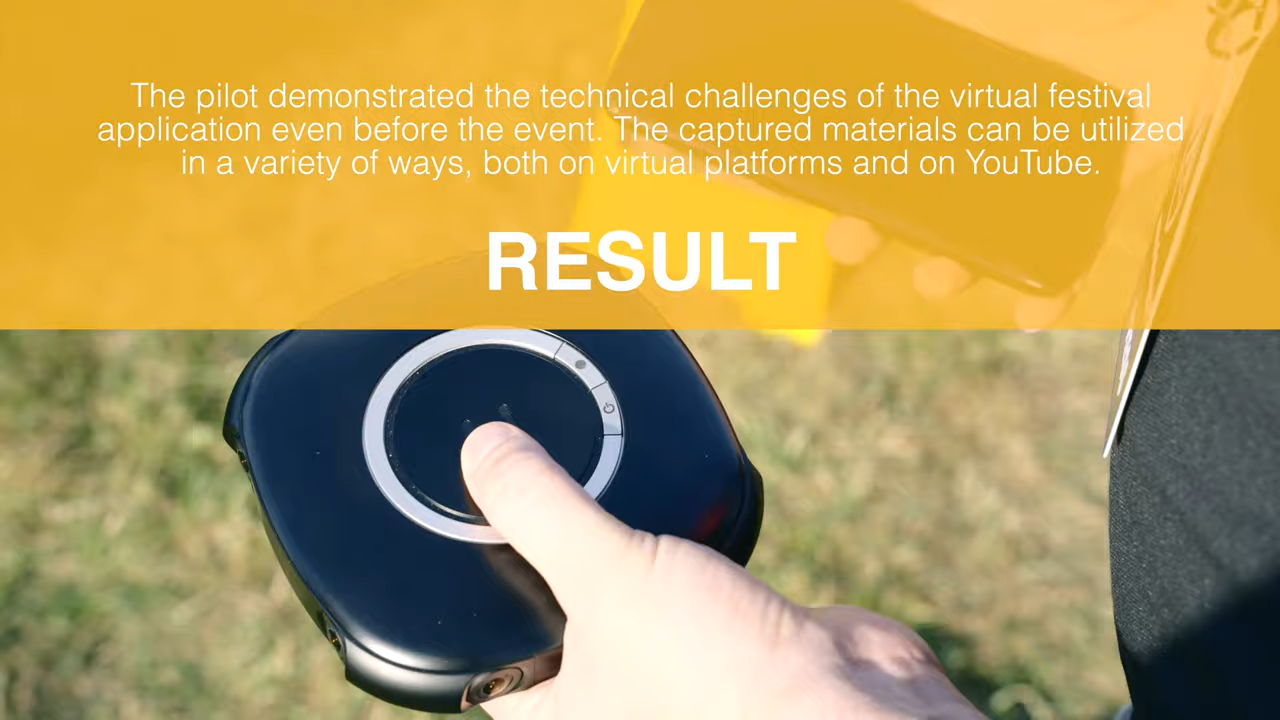 The pilot demonstrated the technical challenges of the virtual festival
application even before the event. The captured materials can be utilized
in a variety of ways, both on virtual platforms and on YouTube.
RESULT